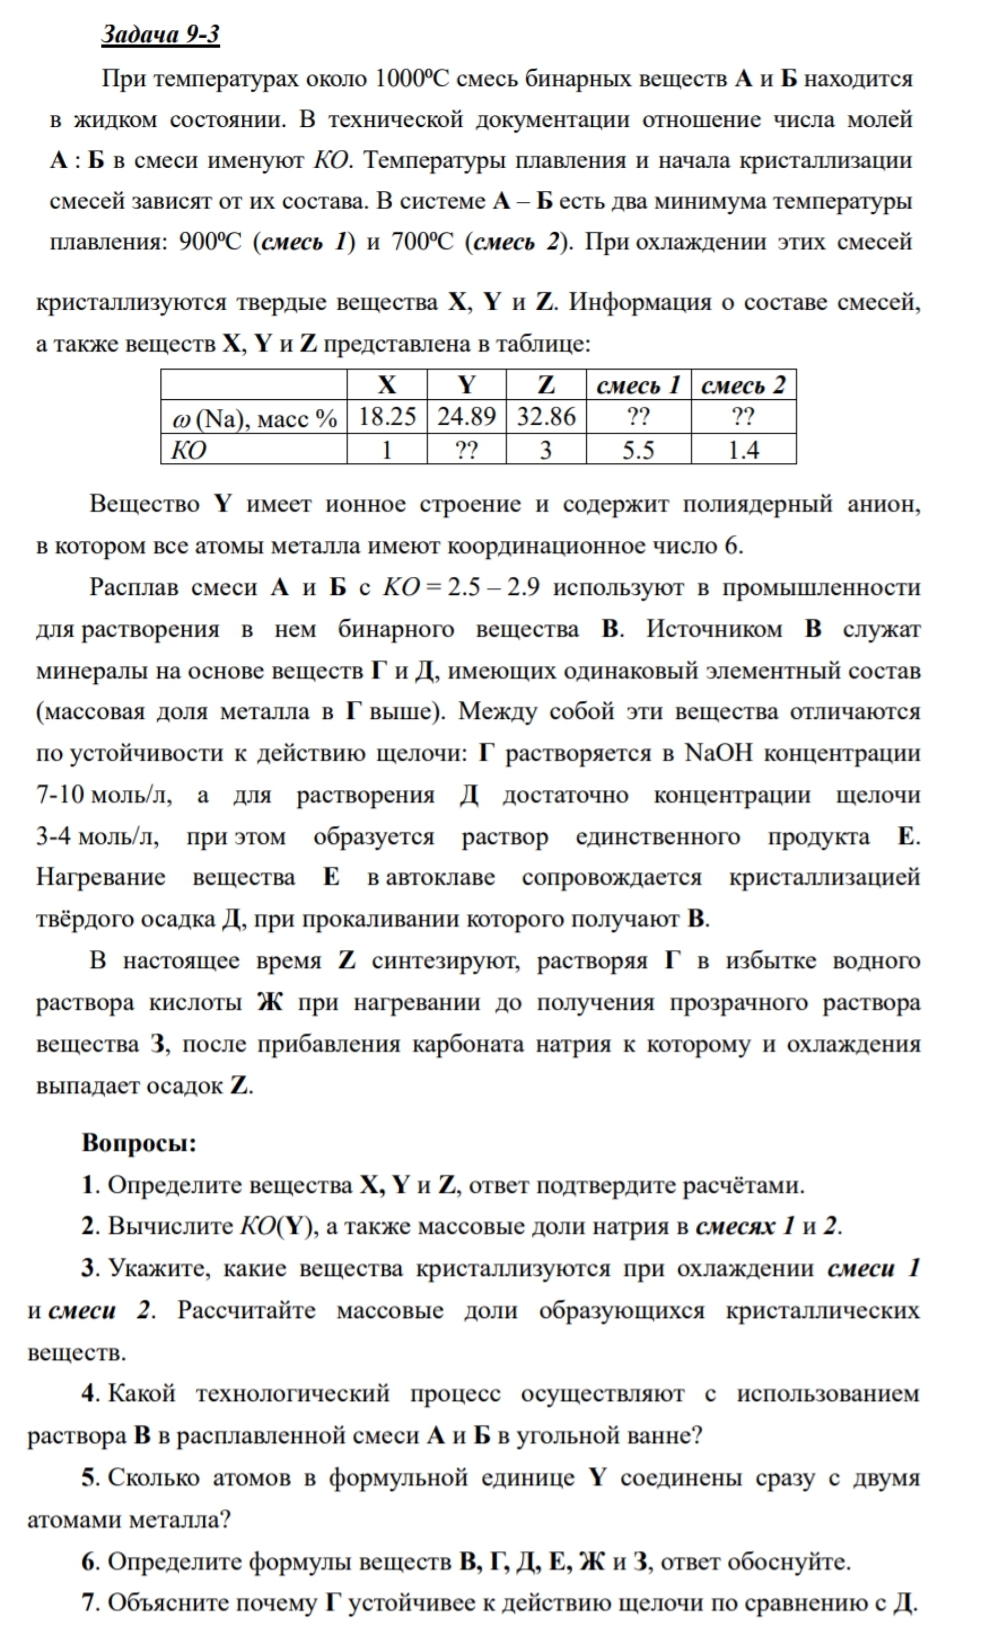 Задача 9-3
При температурах около 1000⁰С смесь бинарных веществ А и Б находится
в жидком состоянии. В технической документации отношение числа молей
А : Б в смеси именуют КО. Температуры плавления и начала кристаллизации
смесей зависят от их состава. В системе А – Б есть два минимума температуры
плавления: 900⁰С (смесь 1) и 700⁰С (смесь 2). При охлаждении этих смесей
кристаллизуются твердые вещества X, Y и Z. Информация о составе смесей,
а также веществ X, Y и Z представлена в таблице:
X Y Z смесь 1 смесь 2
ω (Na), масс % 18.25 24.89 32.86 ?? ??
КО 1 ?? 3 5.5 1.4
Вещество Y имеет ионное строение и содержит полиядерный анион,
в котором все атомы металла имеют координационное число 6.
Расплав смеси А и Б с КО = 2.5 – 2.9 используют в промышленности
для растворения в нем бинарного вещества В. Источником В служат
минералы на основе веществ Г и Д, имеющих одинаковый элементный состав
(массовая доля металла в Г выше). Между собой эти вещества отличаются
по устойчивости к действию щелочи: Г растворяется в NaOH концентрации
7-10 моль/л, а для растворения Д достаточно концентрации щелочи
3-4 моль/л, при этом образуется раствор единственного продукта Е.
Нагревание вещества Е в автоклаве сопровождается кристаллизацией
твёрдого осадка Д, при прокаливании которого получают В.
В настоящее время Z синтезируют, растворяя Г в избытке водного
раствора кислоты Ж при нагревании до получения прозрачного раствора
вещества З, после прибавления карбоната натрия к которому и охлаждения
выпадает осадок Z.
Вопросы:
1. Определите вещества X, Y и Z, ответ подтвердите расчётами.
2. Вычислите КО(Y), а также массовые доли натрия в смесях 1 и 2.
3. Укажите, какие вещества кристаллизуются при охлаждении смеси 1
и смеси 2. Рассчитайте массовые доли образующихся кристаллических
веществ.
4. Какой технологический процесс осуществляют с использованием
раствора В в расплавленной смеси А и Б в угольной ванне?
5. Сколько атомов в формульной единице Y соединены сразу с двумя
атомами металла?
6. Определите формулы веществ В, Г, Д, Е, Ж и З, ответ обоснуйте.
7. Объясните почему Г устойчивее к действию щелочи по сравнению с Д.